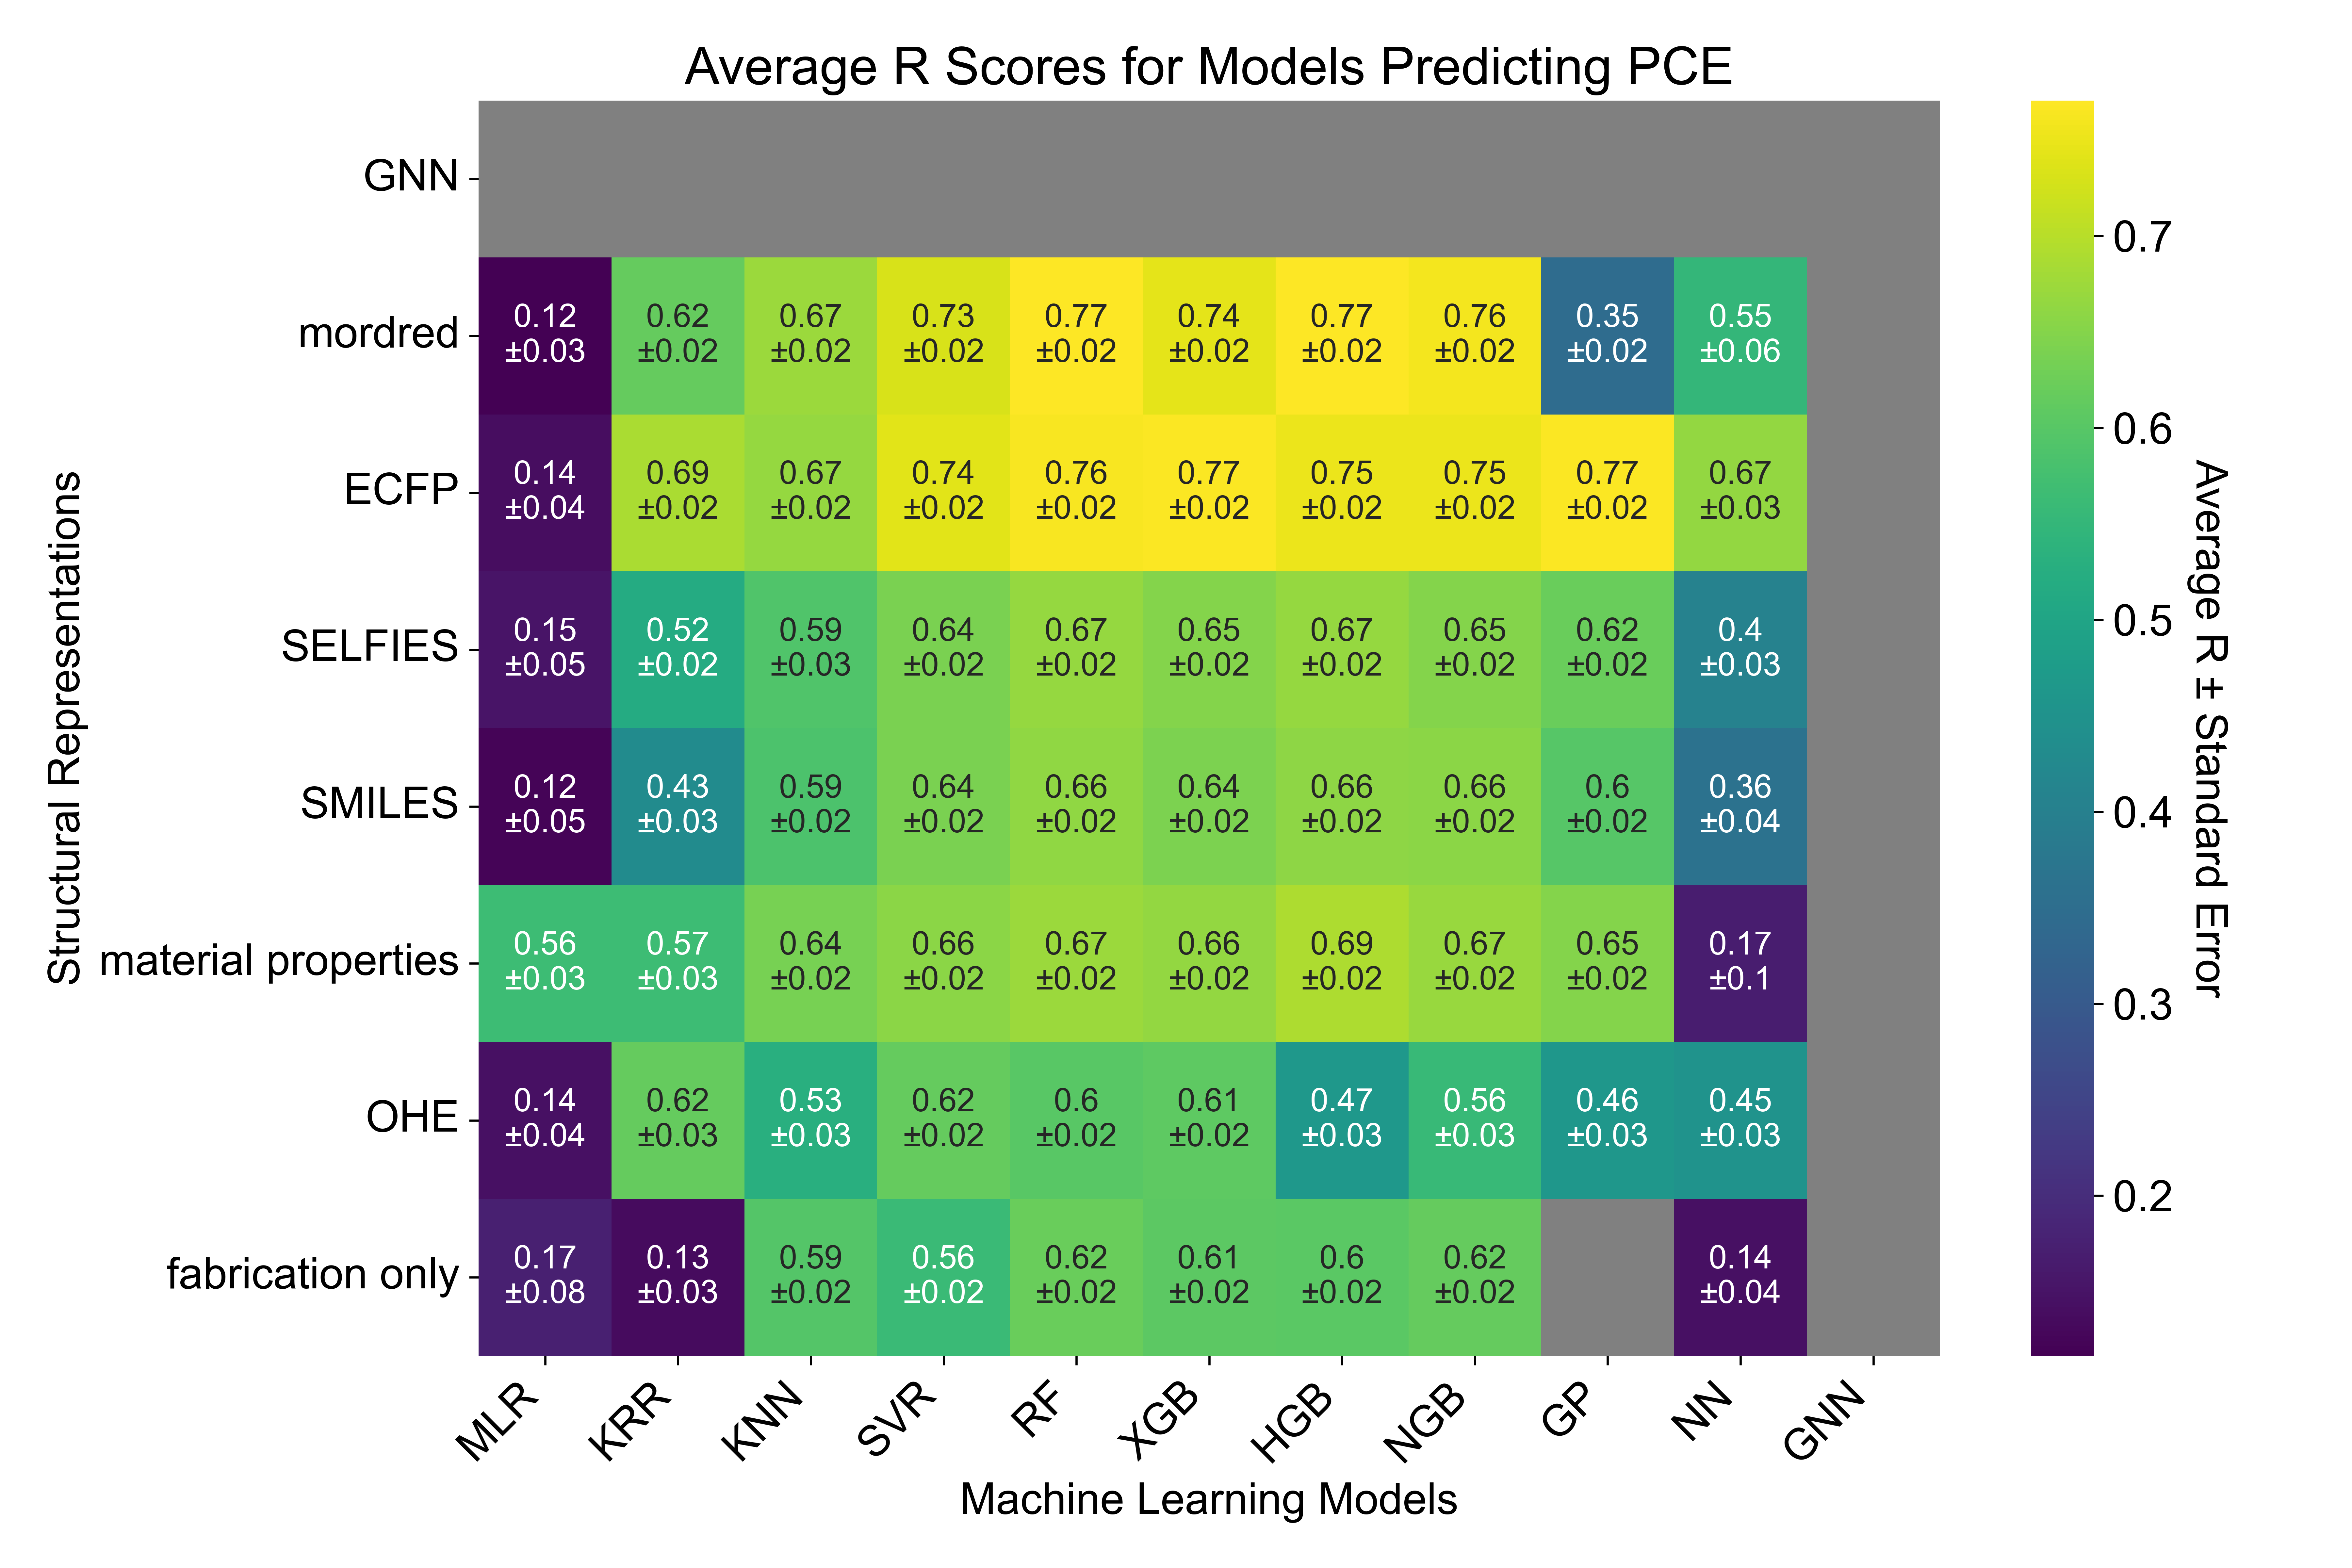 Average R Scores for Models Predicting PCE
Structural Representations
GNN
mordred
0.12 0.62 0.67 0.73 0.77 0.74 0.77 0.76 0.35 0.55
±0.03 ±0.02 ±0.02 ±0.02 ±0.02 ±0.02 ±0.02 ±0.02 ±0.02 ±0.06
ECFP
0.14 0.69 0.67 0.74 0.76 0.77 0.75 0.75 0.77 0.67
±0.04 ±0.02 ±0.02 ±0.02 ±0.02 ±0.02 ±0.02 ±0.02 ±0.02 ±0.03
SELFIES
0.15 0.52 0.59 0.64 0.67 0.65 0.67 0.65 0.62 0.4
±0.05 ±0.02 ±0.03 ±0.02 ±0.02 ±0.02 ±0.02 ±0.02 ±0.02 ±0.03
SMILES
0.12 0.43 0.59 0.64 0.66 0.64 0.66 0.66 0.6 0.36
±0.05 ±0.03 ±0.02 ±0.02 ±0.02 ±0.02 ±0.02 ±0.02 ±0.02 ±0.04
material properties
0.56 0.57 0.64 0.66 0.67 0.66 0.69 0.67 0.65 0.17
±0.03 ±0.03 ±0.02 ±0.02 ±0.02 ±0.02 ±0.02 ±0.02 ±0.02 ±0.1
OHE
0.14 0.62 0.53 0.62 0.6 0.61 0.47 0.56 0.46 0.45
±0.04 ±0.03 ±0.03 ±0.02 ±0.02 ±0.02 ±0.03 ±0.03 ±0.03 ±0.03
fabrication only
0.17 0.13 0.59 0.56 0.62 0.61 0.6 0.62 0.14
±0.08 ±0.03 ±0.02 ±0.02 ±0.02 ±0.02 ±0.02 ±0.02 ±0.04
MLR KRR KNN SVR RF XGB HGB NGB GP NN GNN
Machine Learning Models
0.7
0.6
0.5
0.4
0.3
0.2
Average R ± Standard Error